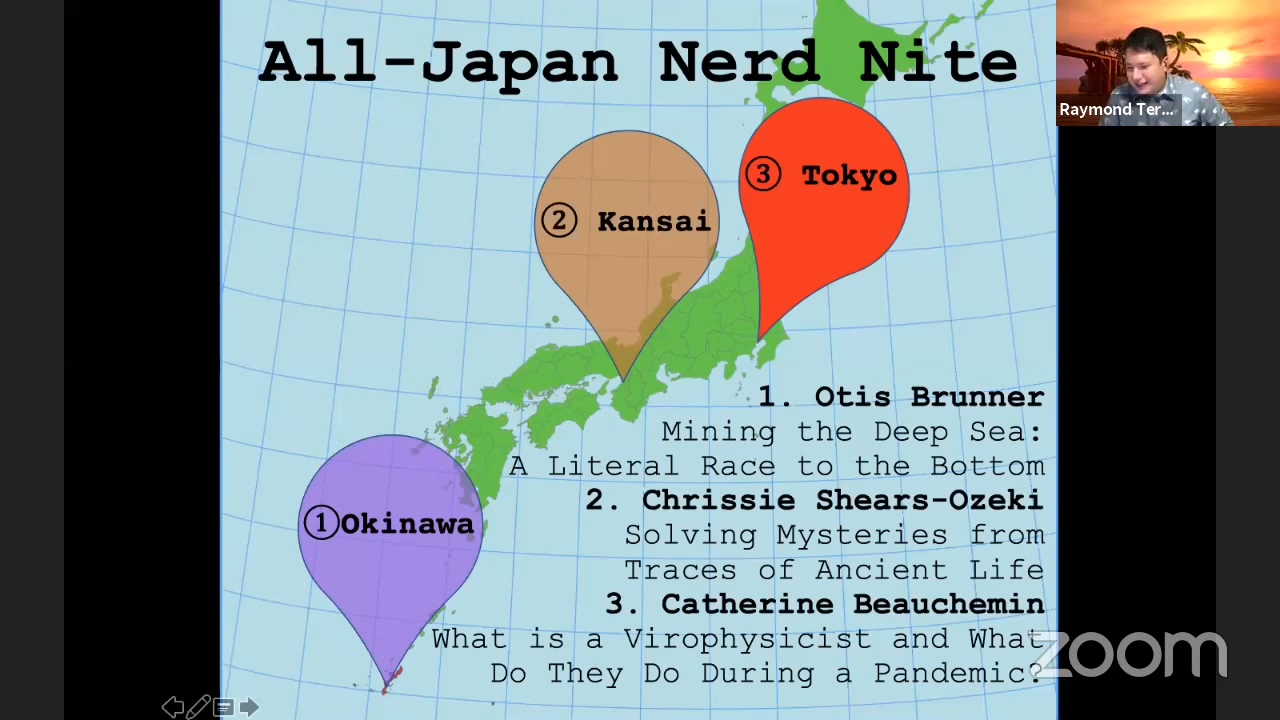 All-Japan Nerd Nite
Raymond Ter...
③ Tokyo
② Kansai
①Okinawa
1. Otis Brunner
Mining the Deep Sea:
A Literal Race to the Bottom
2. Chrissie Shears-Ozeki
Solving Mysteries from
Traces of Ancient Life
3. Catherine Beauchemin
What is a Virophysicist and What
Do They Do During a Pandemic?
zoom